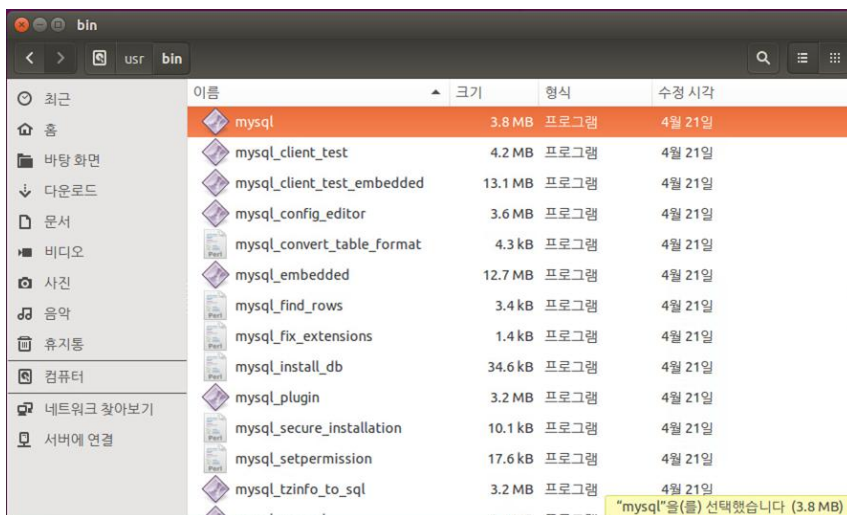 bin
usr bin
최근
홈
바탕 화면
다운로드
문서
비디오
사진
음악
휴지통
컴퓨터
네트워크 찾아보기
서버에 연결
이름 크기 형식 수정 시각
mysql 3.8 MB 프로그램 4월 21일
mysql_client_test 4.2 MB 프로그램 4월 21일
mysql_client_test_embedded 13.1 MB 프로그램 4월 21일
mysql_config_editor 3.6 MB 프로그램 4월 21일
mysql_convert_table_format 4.3 kB 프로그램 4월 21일
mysql_embedded 12.7 MB 프로그램 4월 21일
mysql_find_rows 3.4 kB 프로그램 4월 21일
mysql_fix_extensions 1.4 kB 프로그램 4월 21일
mysql_install_db 34.6 kB 프로그램 4월 21일
mysql_plugin 3.2 MB 프로그램 4월 21일
mysql_secure_installation 10.1 kB 프로그램 4월 21일
mysql_setpermission 17.6 kB 프로그램 4월 21일
mysql_tzinfo_to_sql 3.2 MB 프로그램 4월 21일
"mysql"을(를) 선택했습니다 (3.8 MB)